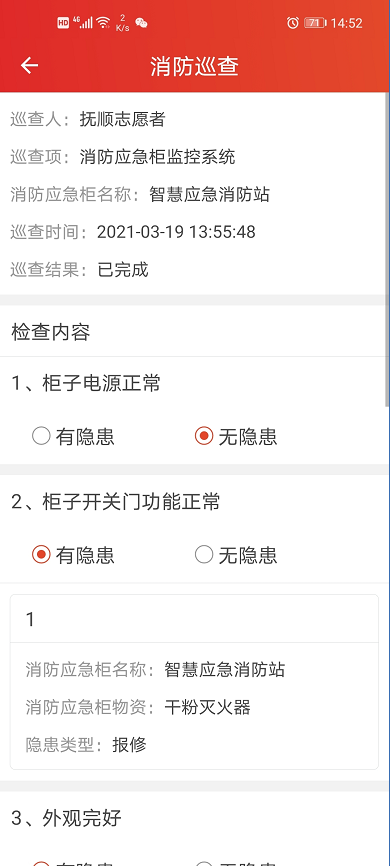 HD 4G 2 K/s 71 14:52
消防巡查
巡查人：抚顺志愿者
巡查项：消防应急柜监控系统
消防应急柜名称：智慧应急消防站
巡查时间：2021-03-19 13:55:48
巡查结果：已完成
检查内容
1、柜子电源正常
有隐患 无隐患
2、柜子开关门功能正常
有隐患 无隐患
1
消防应急柜名称：智慧应急消防站
消防应急柜物资：干粉灭火器
隐患类型：报修
3、外观完好